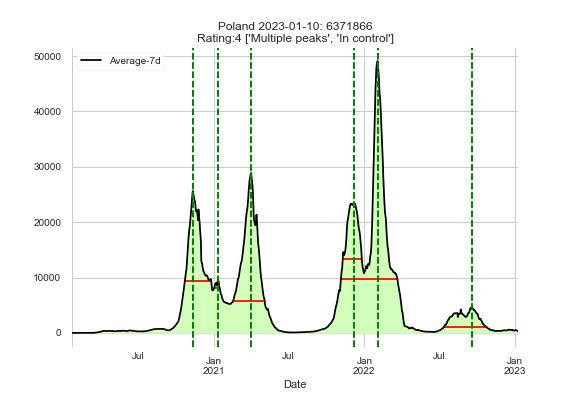 Poland 2023-01-10: 6371866
Rating:4 ['Multiple peaks', 'In control']
Average-7d
50000
40000
30000
20000
10000
0
Jul
Jan
2021
Jul
Jan
2022
Jul
Jan
2023
Date